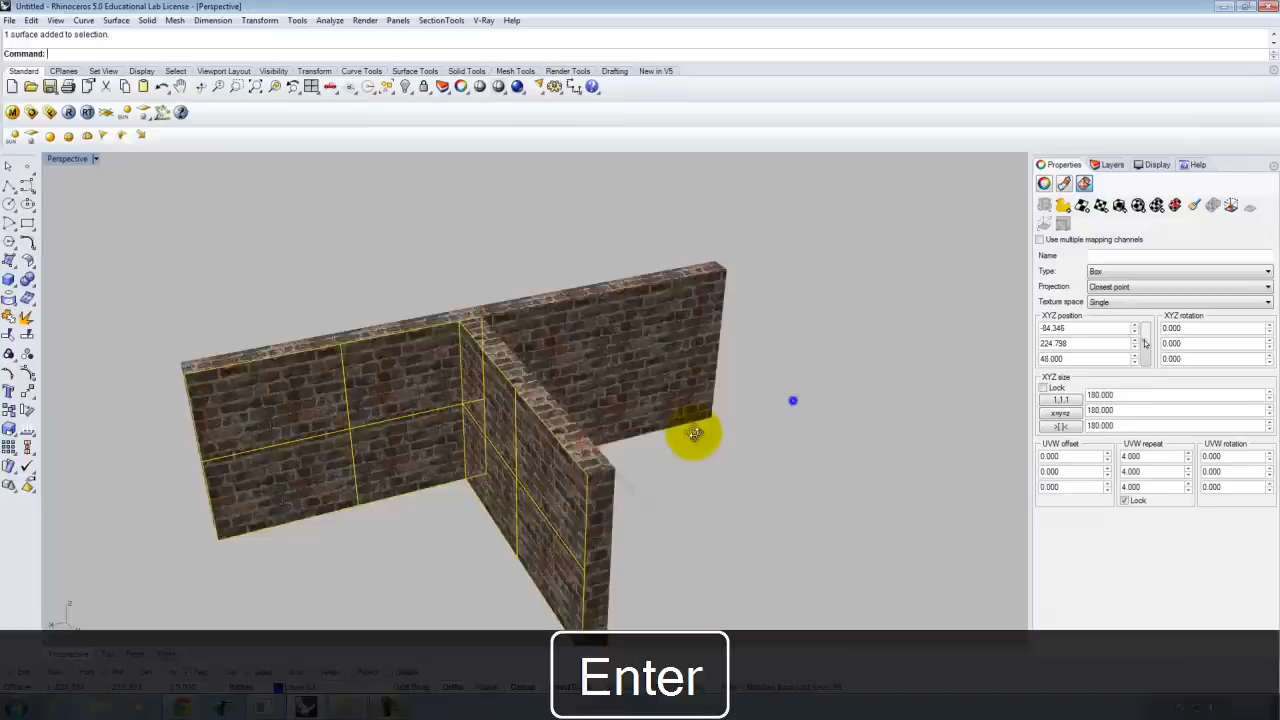 Untitled - Rhinoceros 5.0 Educational Lab License - [Perspective]
File Edit View Curve Surface Solid Mesh Dimension Transform Tools Analyze Render Panels SectionTools V-Ray Help
1 surface added to selection.
Command:
Standard CPlanes Set View Display Select Viewport Layout Visibility Transform Curve Tools Surface Tools Solid Tools Mesh Tools Render Tools Drafting New in V5
Perspective
Properties Layers Display Help
Use multiple mapping channels
Name
Type: Box
Projection: Closest point
Texture space: Single
XYZ position XYZ rotation
-84.346 0.000
224.798 0.000
48.000 0.000
XYZ size
Lock
1,1,1 180.000
x=y=z 180.000
>[ ]< 180.000
UVW offset UVW repeat UVW rotation
0.000 4.000 0.000
0.000 4.000 0.000
0.000 4.000 0.000
Lock
Enter